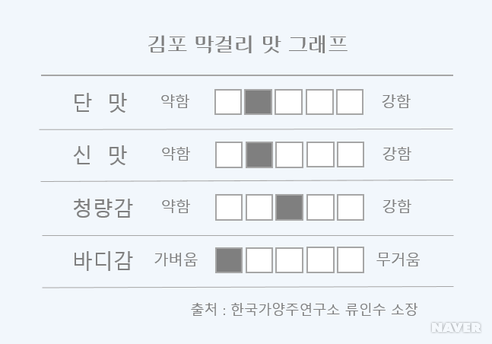 김포 막걸리 맛 그래프
단 맛 약함 강함
신 맛 약함 강함
청량감 약함 강함
바디감 가벼움 무거움
출처 : 한국가양주연구소 류인수 소장
NAVER